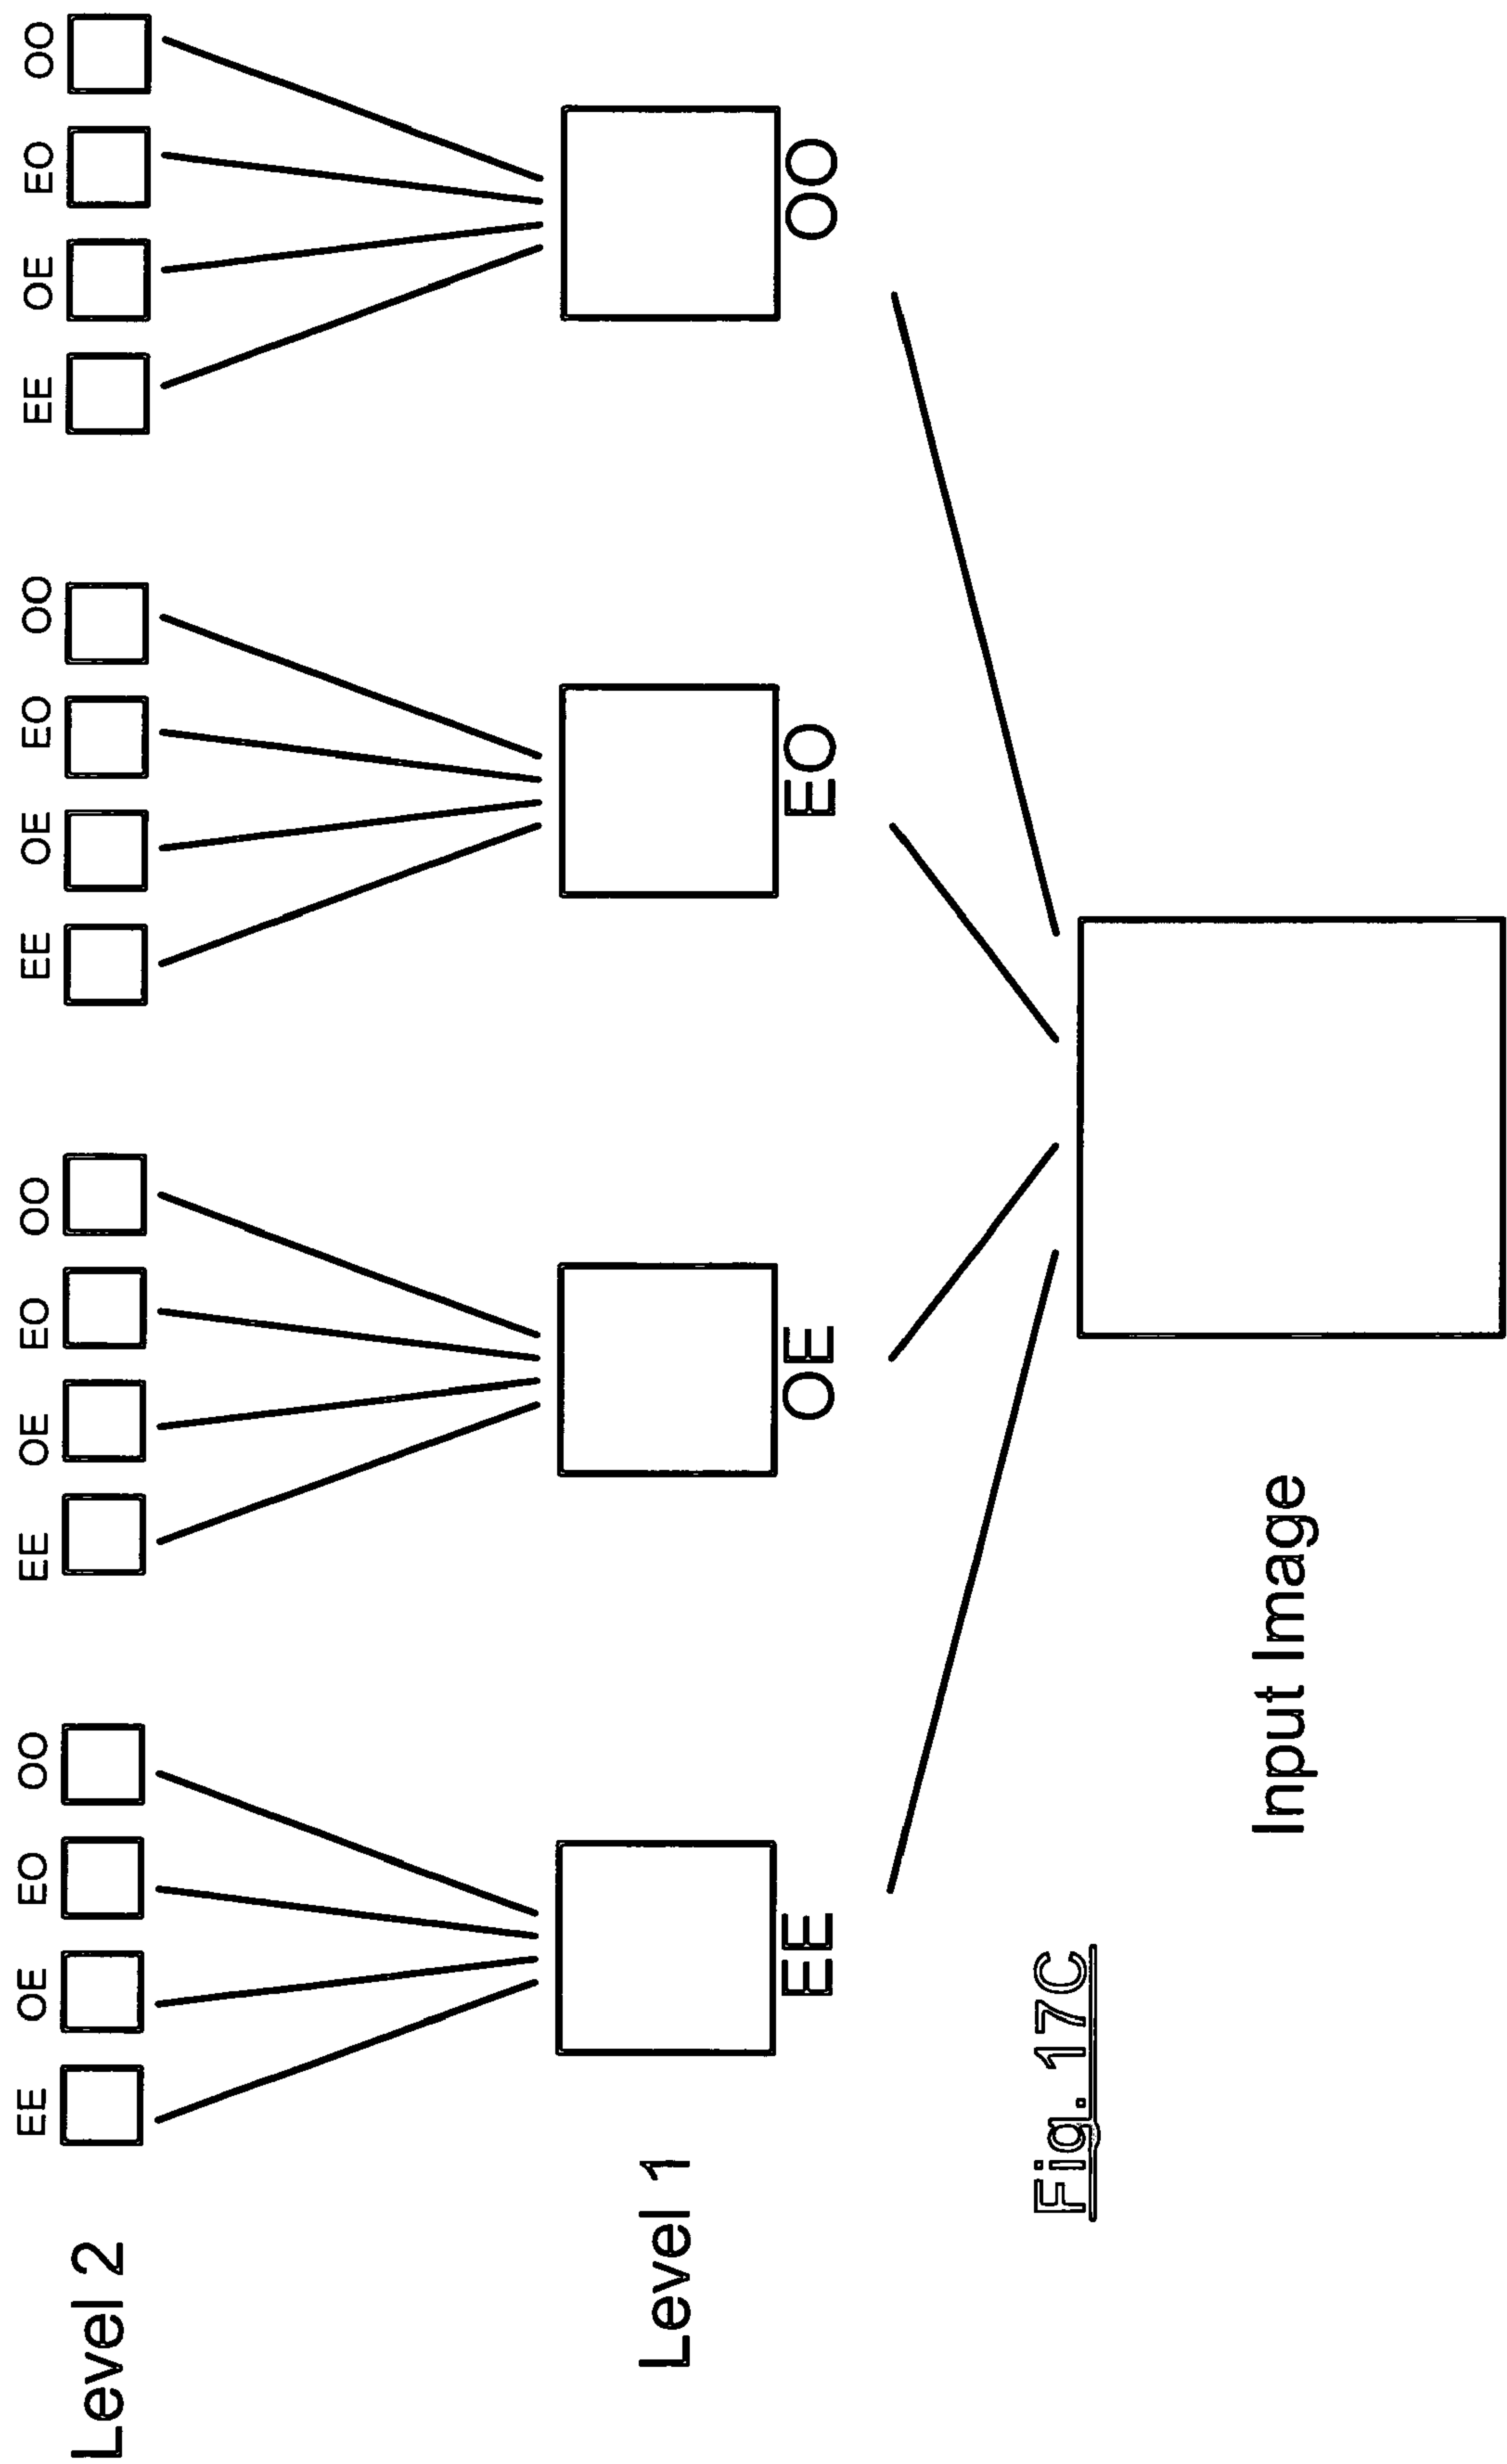 Level 2
EE OE EO OO EE OE EO OO EE OE EO OO EE OE EO OO
Level 1
EE OE EO OO
Fig. 17C
Input Image